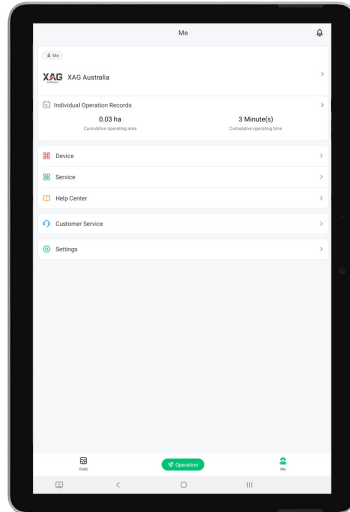 Me
Me
XAG XAG Australia
Individual Operation Records
0.03 ha
3 Minute(s)
Cumulative operating area
Cumulative operating time
Device
Service
Help Center
Customer Service
Settings
Field
Operation
Me